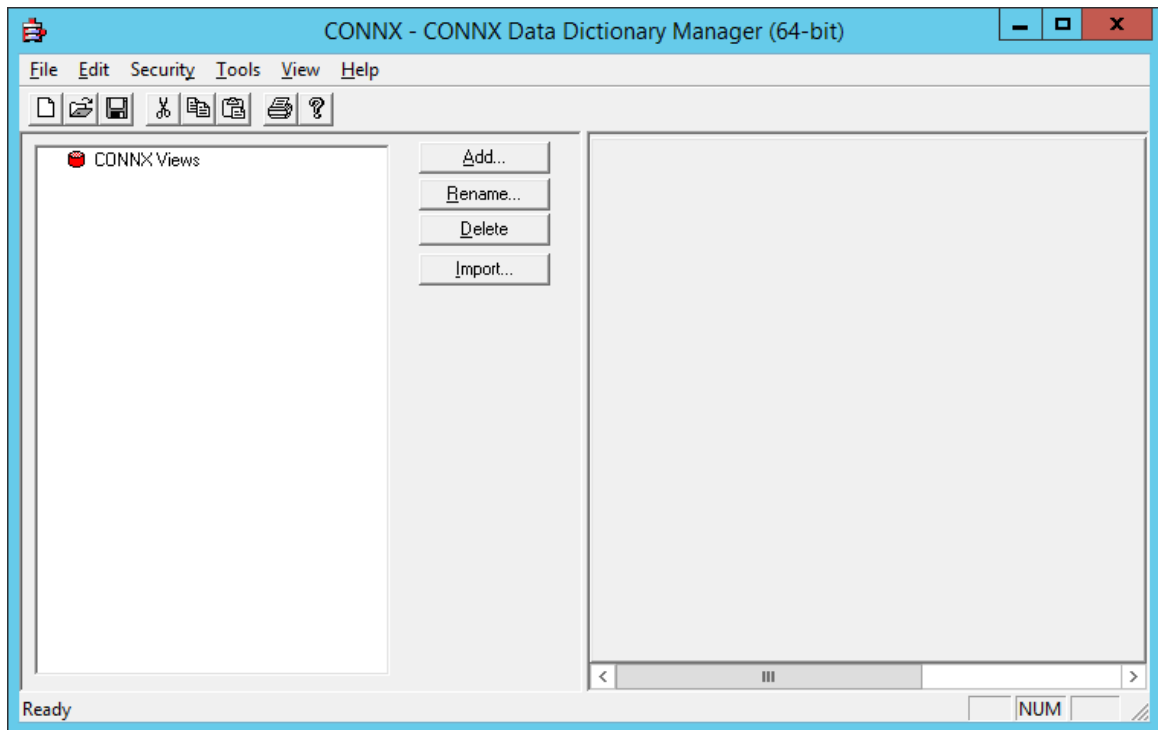 CONNX - CONNX Data Dictionary Manager (64-bit)
File Edit Security Tools View Help
CONNX Views
Add...
Rename...
Delete
Import...
Ready
NUM